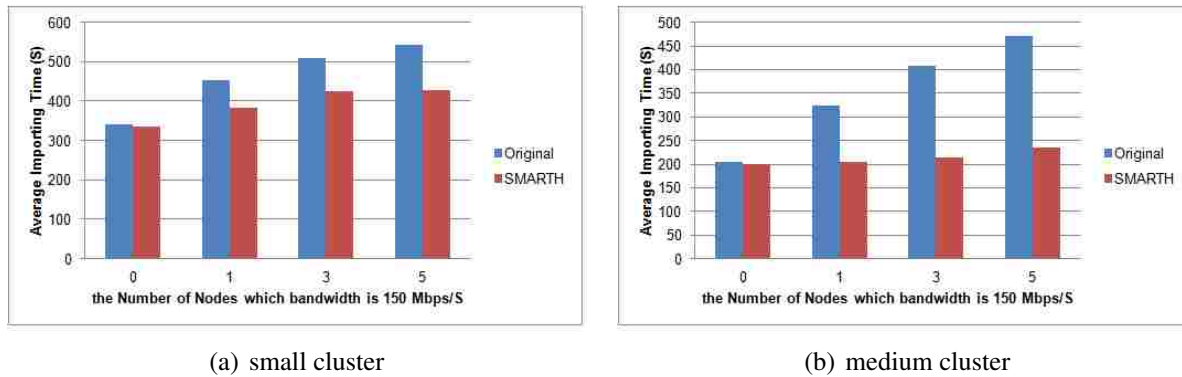 600
500
400
300
200
100
0
Average Importing Time (S)
0 1 3 5
the Number of Nodes which bandwidth is 150 Mbps/S
Original
SMARTH
(a) small cluster
500
450
400
350
300
250
200
150
100
50
0
Average Importing Time (S)
0 1 3 5
the Number of Nodes which bandwidth is 150 Mbps/S
Original
SMARTH
(b) medium cluster